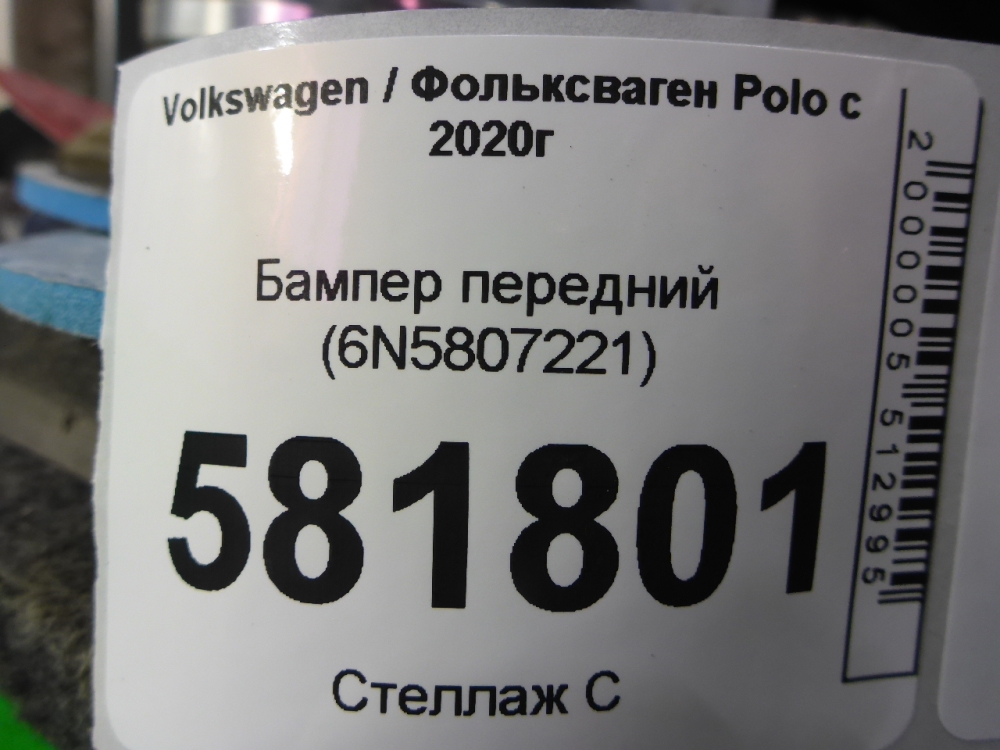 Volkswagen / Фольксваген Polo с
2020г
Бампер передний
(6N5807221)
581801
Стеллаж С
2000005512995